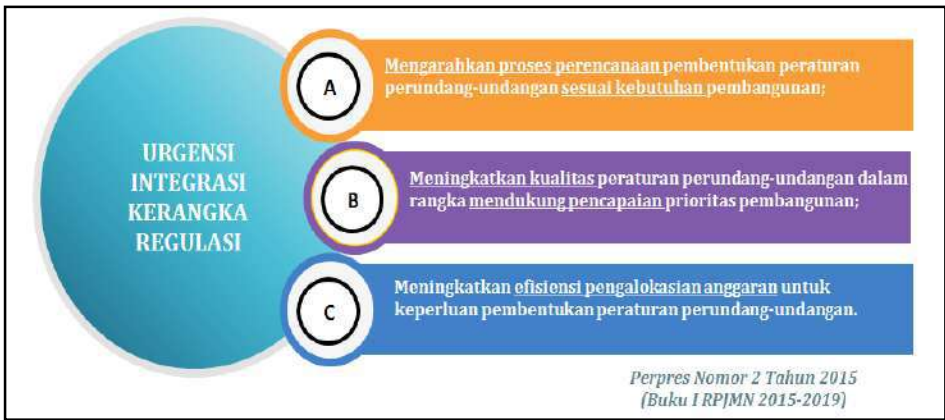 URGENSI
INTEGRASI
KERANGKA
REGULASI
A
Mengarahkan proses perencanaan pembentukan peraturan
perundang-undangan sesuai kebutuhan pembangunan;
B
Meningkatkan kualitas peraturan perundang-undangan dalam
rangka mendukung pencapaian prioritas pembangunan;
C
Meningkatkan efisiensi pengalokasian anggaran untuk
keperluan pembentukan peraturan perundang-undangan.
Perpres Nomor 2 Tahun 2015
(Buku I RPJMN 2015-2019)